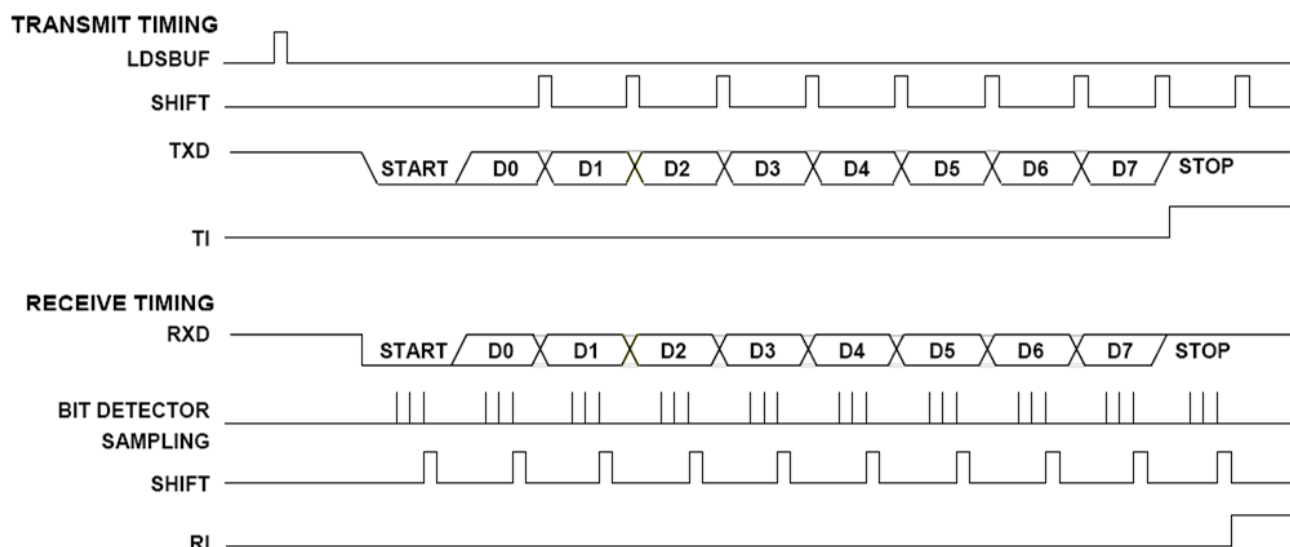 TRANSMIT TIMING
LDSBUF
SHIFT
TXD
START D0 D1 D2 D3 D4 D5 D6 D7 STOP
TI
RECEIVE TIMING
RXD
START D0 D1 D2 D3 D4 D5 D6 D7 STOP
BIT DETECTOR
SAMPLING
SHIFT
RI